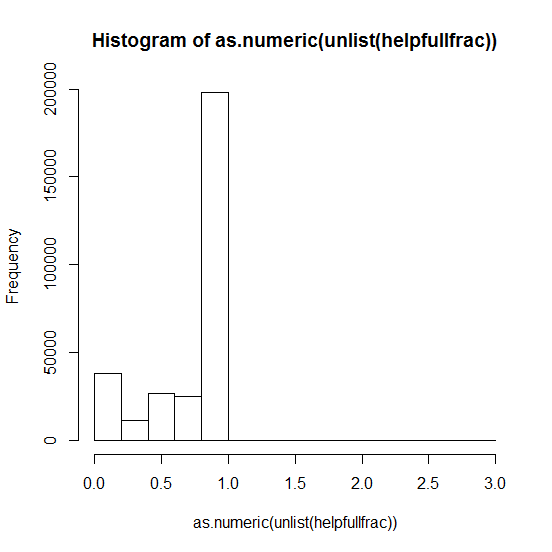 Histogram of as.numeric(unlist(helpfullfrac))
Frequency
200000
150000
100000
50000
0
0.0 0.5 1.0 1.5 2.0 2.5 3.0
as.numeric(unlist(helpfullfrac))